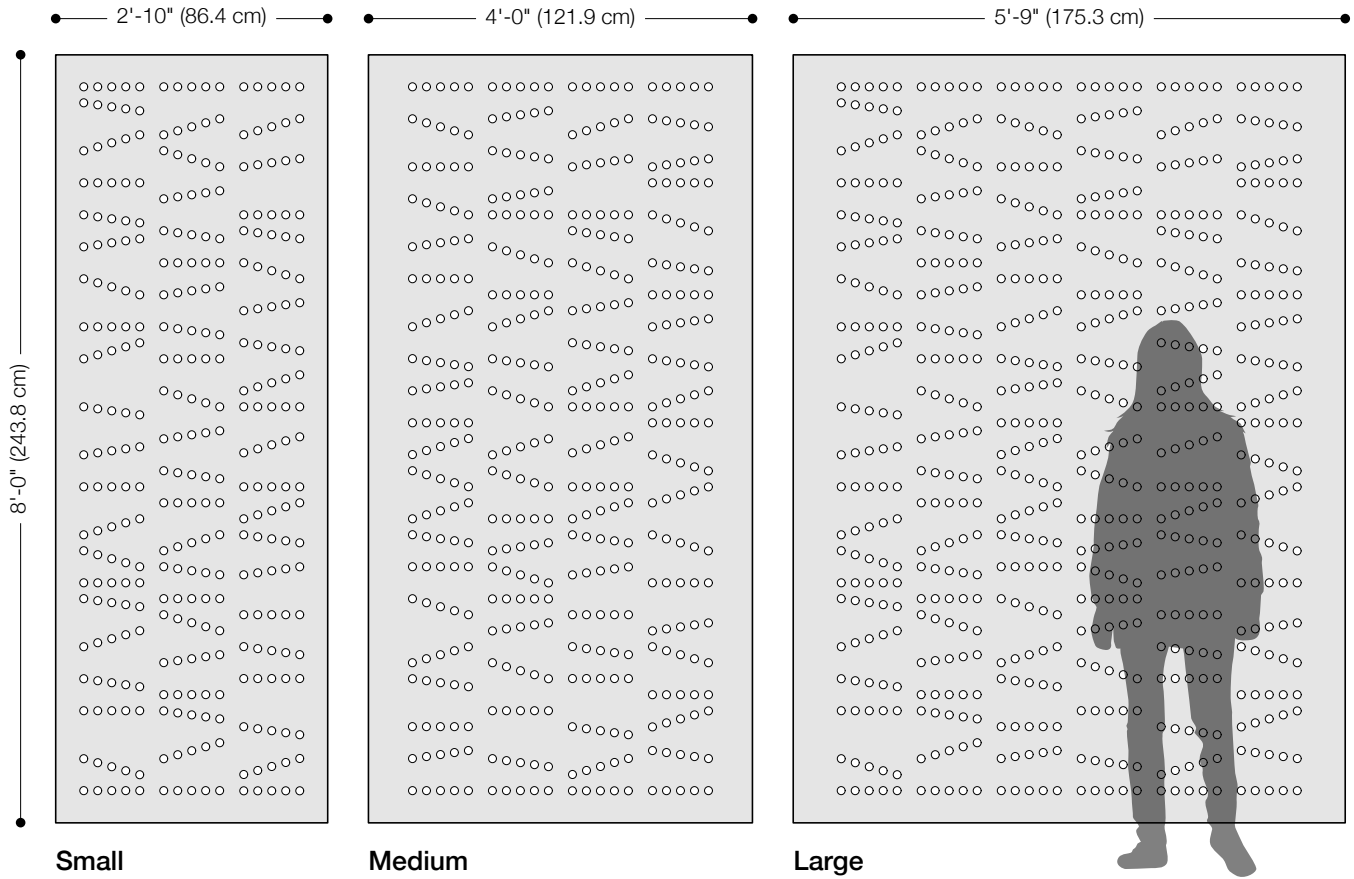 2'-10" (86.4 cm)
4'-0" (121.9 cm)
5'-9" (175.3 cm)
8'-0" (243.8 cm)
Small
Medium
Large